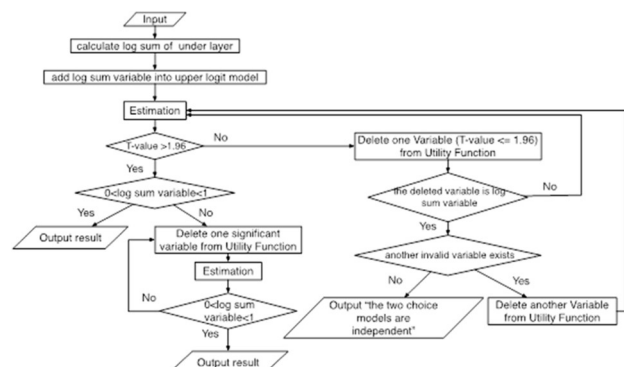 Input
calculate log sum of under layer
add log sum variable into upper logit model
Estimation
T-value >1.96
No
Delete one Variable (T-value <= 1.96)
from Utility Function
Yes
0<log sum variable<1
the deleted variable is log
sum variable
No
Yes
No
Yes
Output result
Delete one significant
variable from Utility Function
another invalid variable exists
Estimation
No
Yes
No
0<log sum
variable<1
Output "the two choice
models are
independent"
Delete another Variable
from Utility Function
Yes
Output result